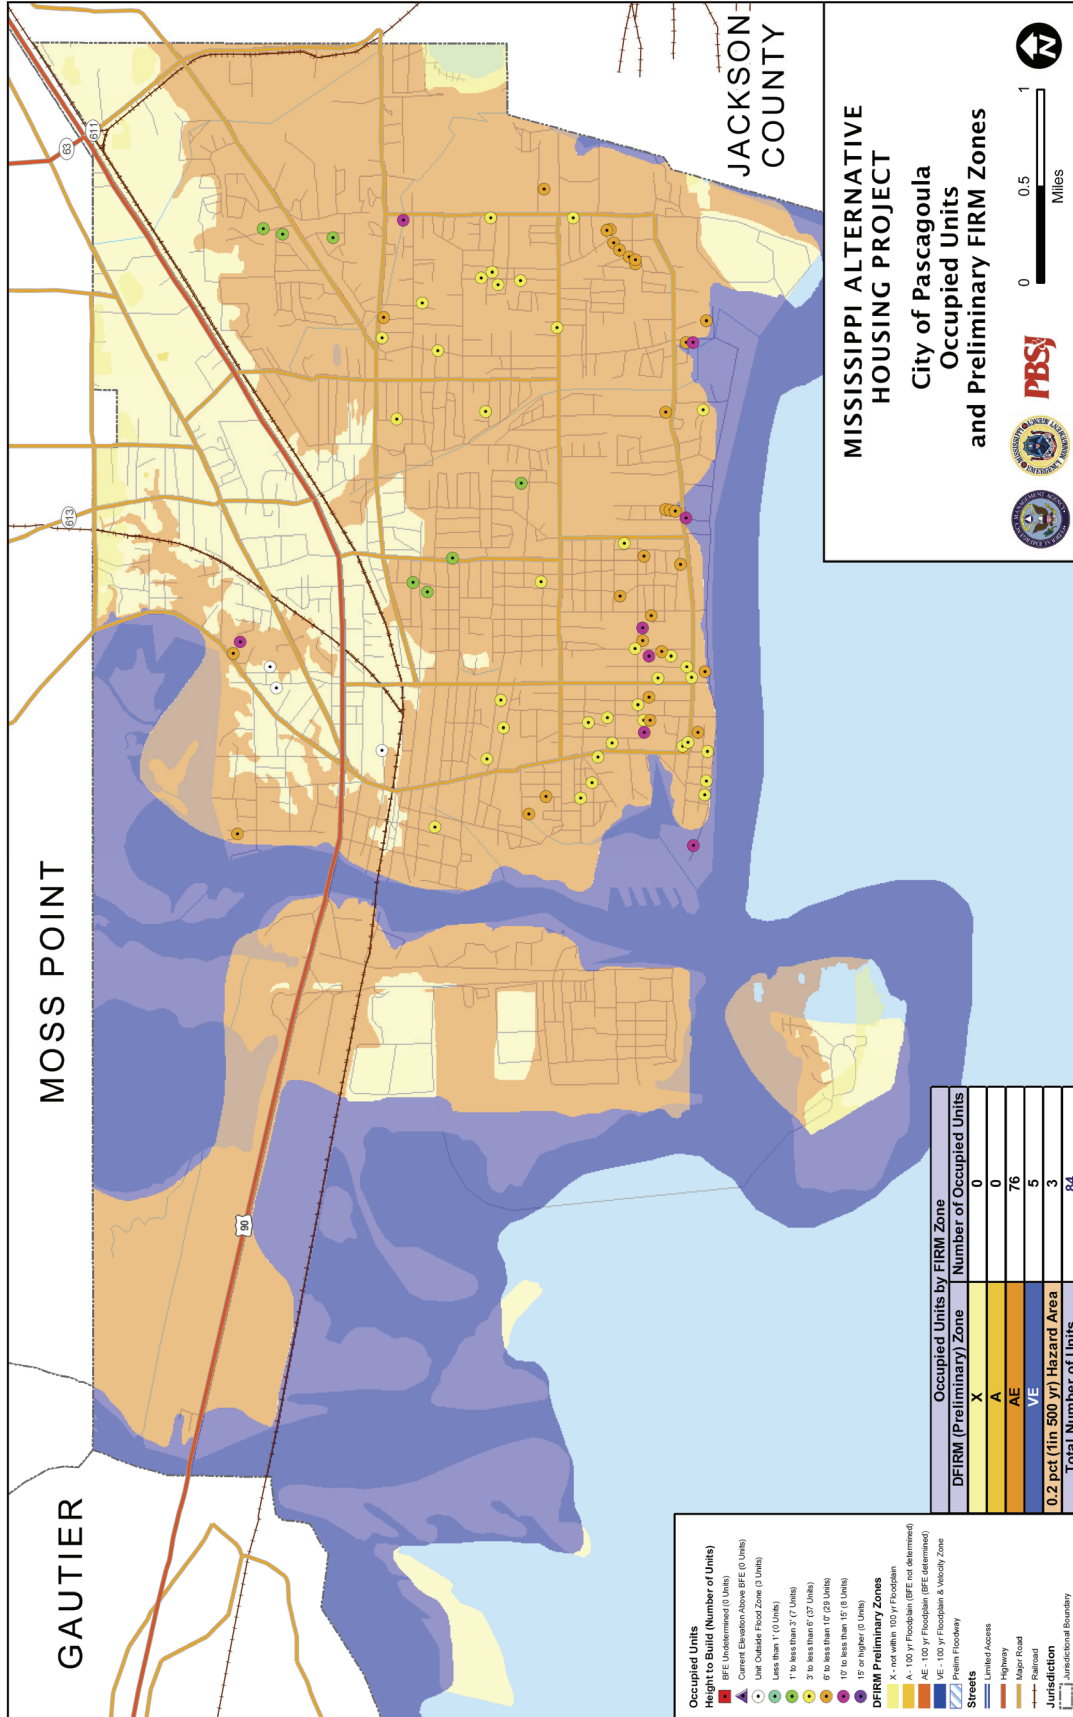 GAUTIER
MOSS POINT
JACKSON
COUNTY
90
613
63
611
MISSISSIPPI ALTERNATIVE
HOUSING PROJECT
City of Pascagoula
Occupied Units
and Preliminary FIRM Zones
PBSJ
0 0.5 1
Miles
N
Occupied Units
Height to Build (Number of Units)
BFE Undetermined (0 Units)
Current Elevation Above BFE (0 Units)
Unit Outside Flood Zone (3 Units)
Less than 1' (0 Units)
1' to less than 3' (7 Units)
3' to less than 6' (37 Units)
6' to less than 10' (29 Units)
10' to less than 15' (8 Units)
15' or higher (0 Units)
DFIRM Preliminary Zones
X - not within 100 yr Floodplain
A - 100 yr Floodplain (BFE not determined)
AE - 100 yr Floodplain (BFE determined)
VE - 100 yr Floodplain & Velocity Zone
Prelim Floodway
Streets
Limited Access
Highway
Major Road
Railroad
Jurisdiction
Jurisdictional Boundary
Occupied Units by FIRM Zone
DFIRM (Preliminary) Zone Number of Occupied Units
X 0
A 0
AE 76
VE 5
0.2 pct (1in 500 yr) Hazard Area 3
Total Number of Units 84